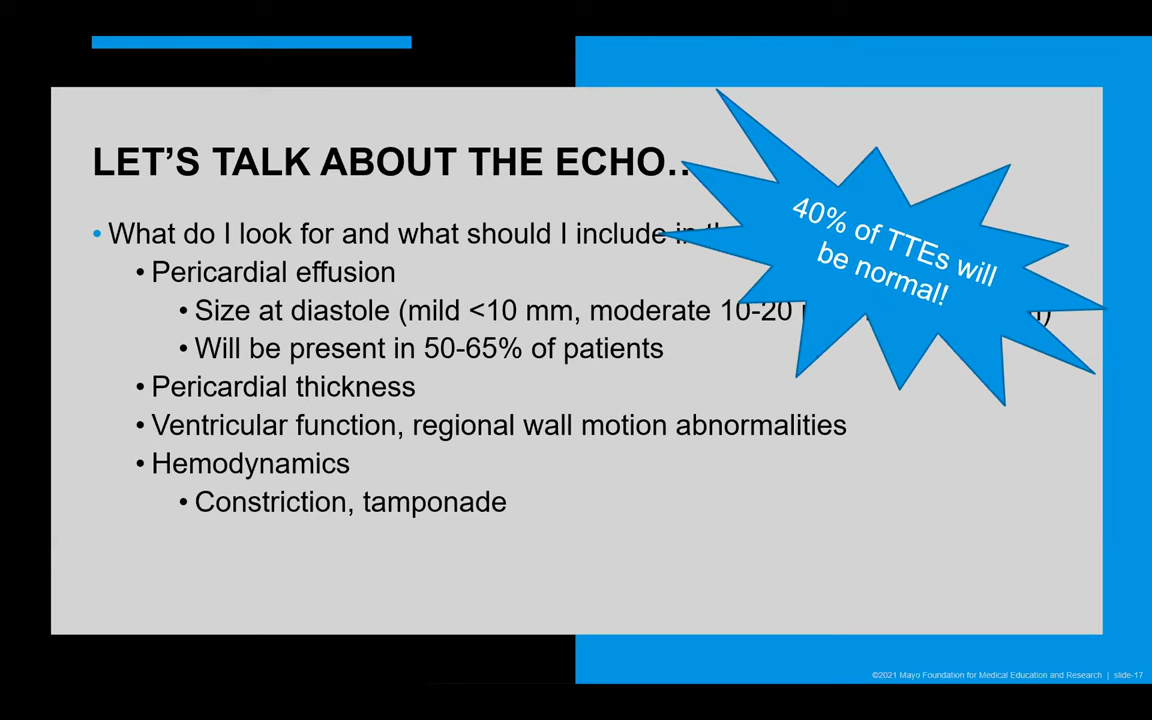 LET'S TALK ABOUT THE ECHO…
• What do I look for and what should I include in
• Pericardial effusion
• Size at diastole (mild <10 mm, moderate 10-20
• Will be present in 50-65% of patients
• Pericardial thickness
• Ventricular function, regional wall motion abnormalities
• Hemodynamics
• Constriction, tamponade
40% of TTEs will
be normal!
©2021 Mayo Foundation for Medical Education and Research | slide-17